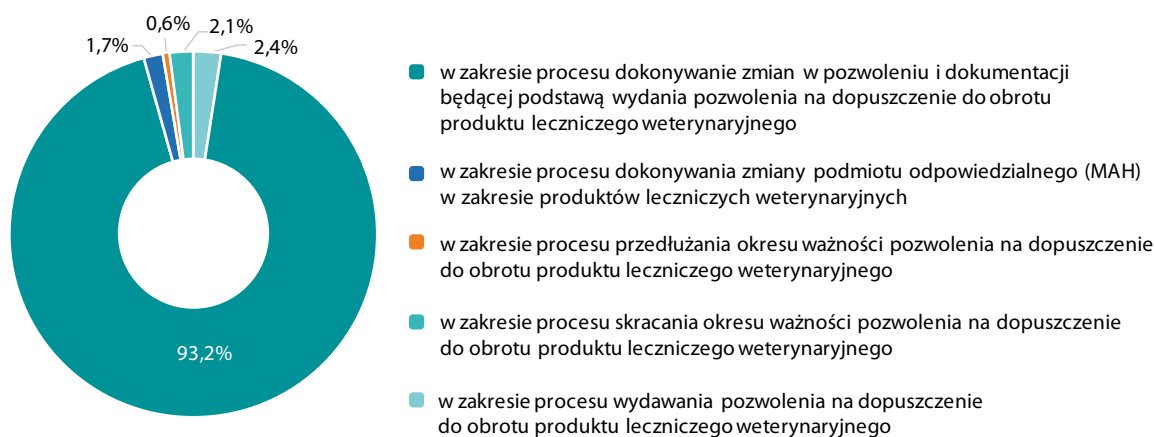 0,6%
2,1%
1,7%
2,4%
93,2%
w zakresie procesu dokonywanie zmian w pozwoleniu i dokumentacji
będącej podstawą wydania pozwolenia na dopuszczenie do obrotu
produktu leczniczego weterynaryjnego
w zakresie procesu dokonywania zmiany podmiotu odpowiedzialnego (MAH)
w zakresie produktów leczniczych weterynaryjnych
w zakresie procesu przedłużania okresu ważności pozwolenia na dopuszczenie
do obrotu produktu leczniczego weterynaryjnego
w zakresie procesu skracania okresu ważności pozwolenia na dopuszczenie
do obrotu produktu leczniczego weterynaryjnego
w zakresie procesu wydawania pozwolenia na dopuszczenie
do obrotu produktu leczniczego weterynaryjnego